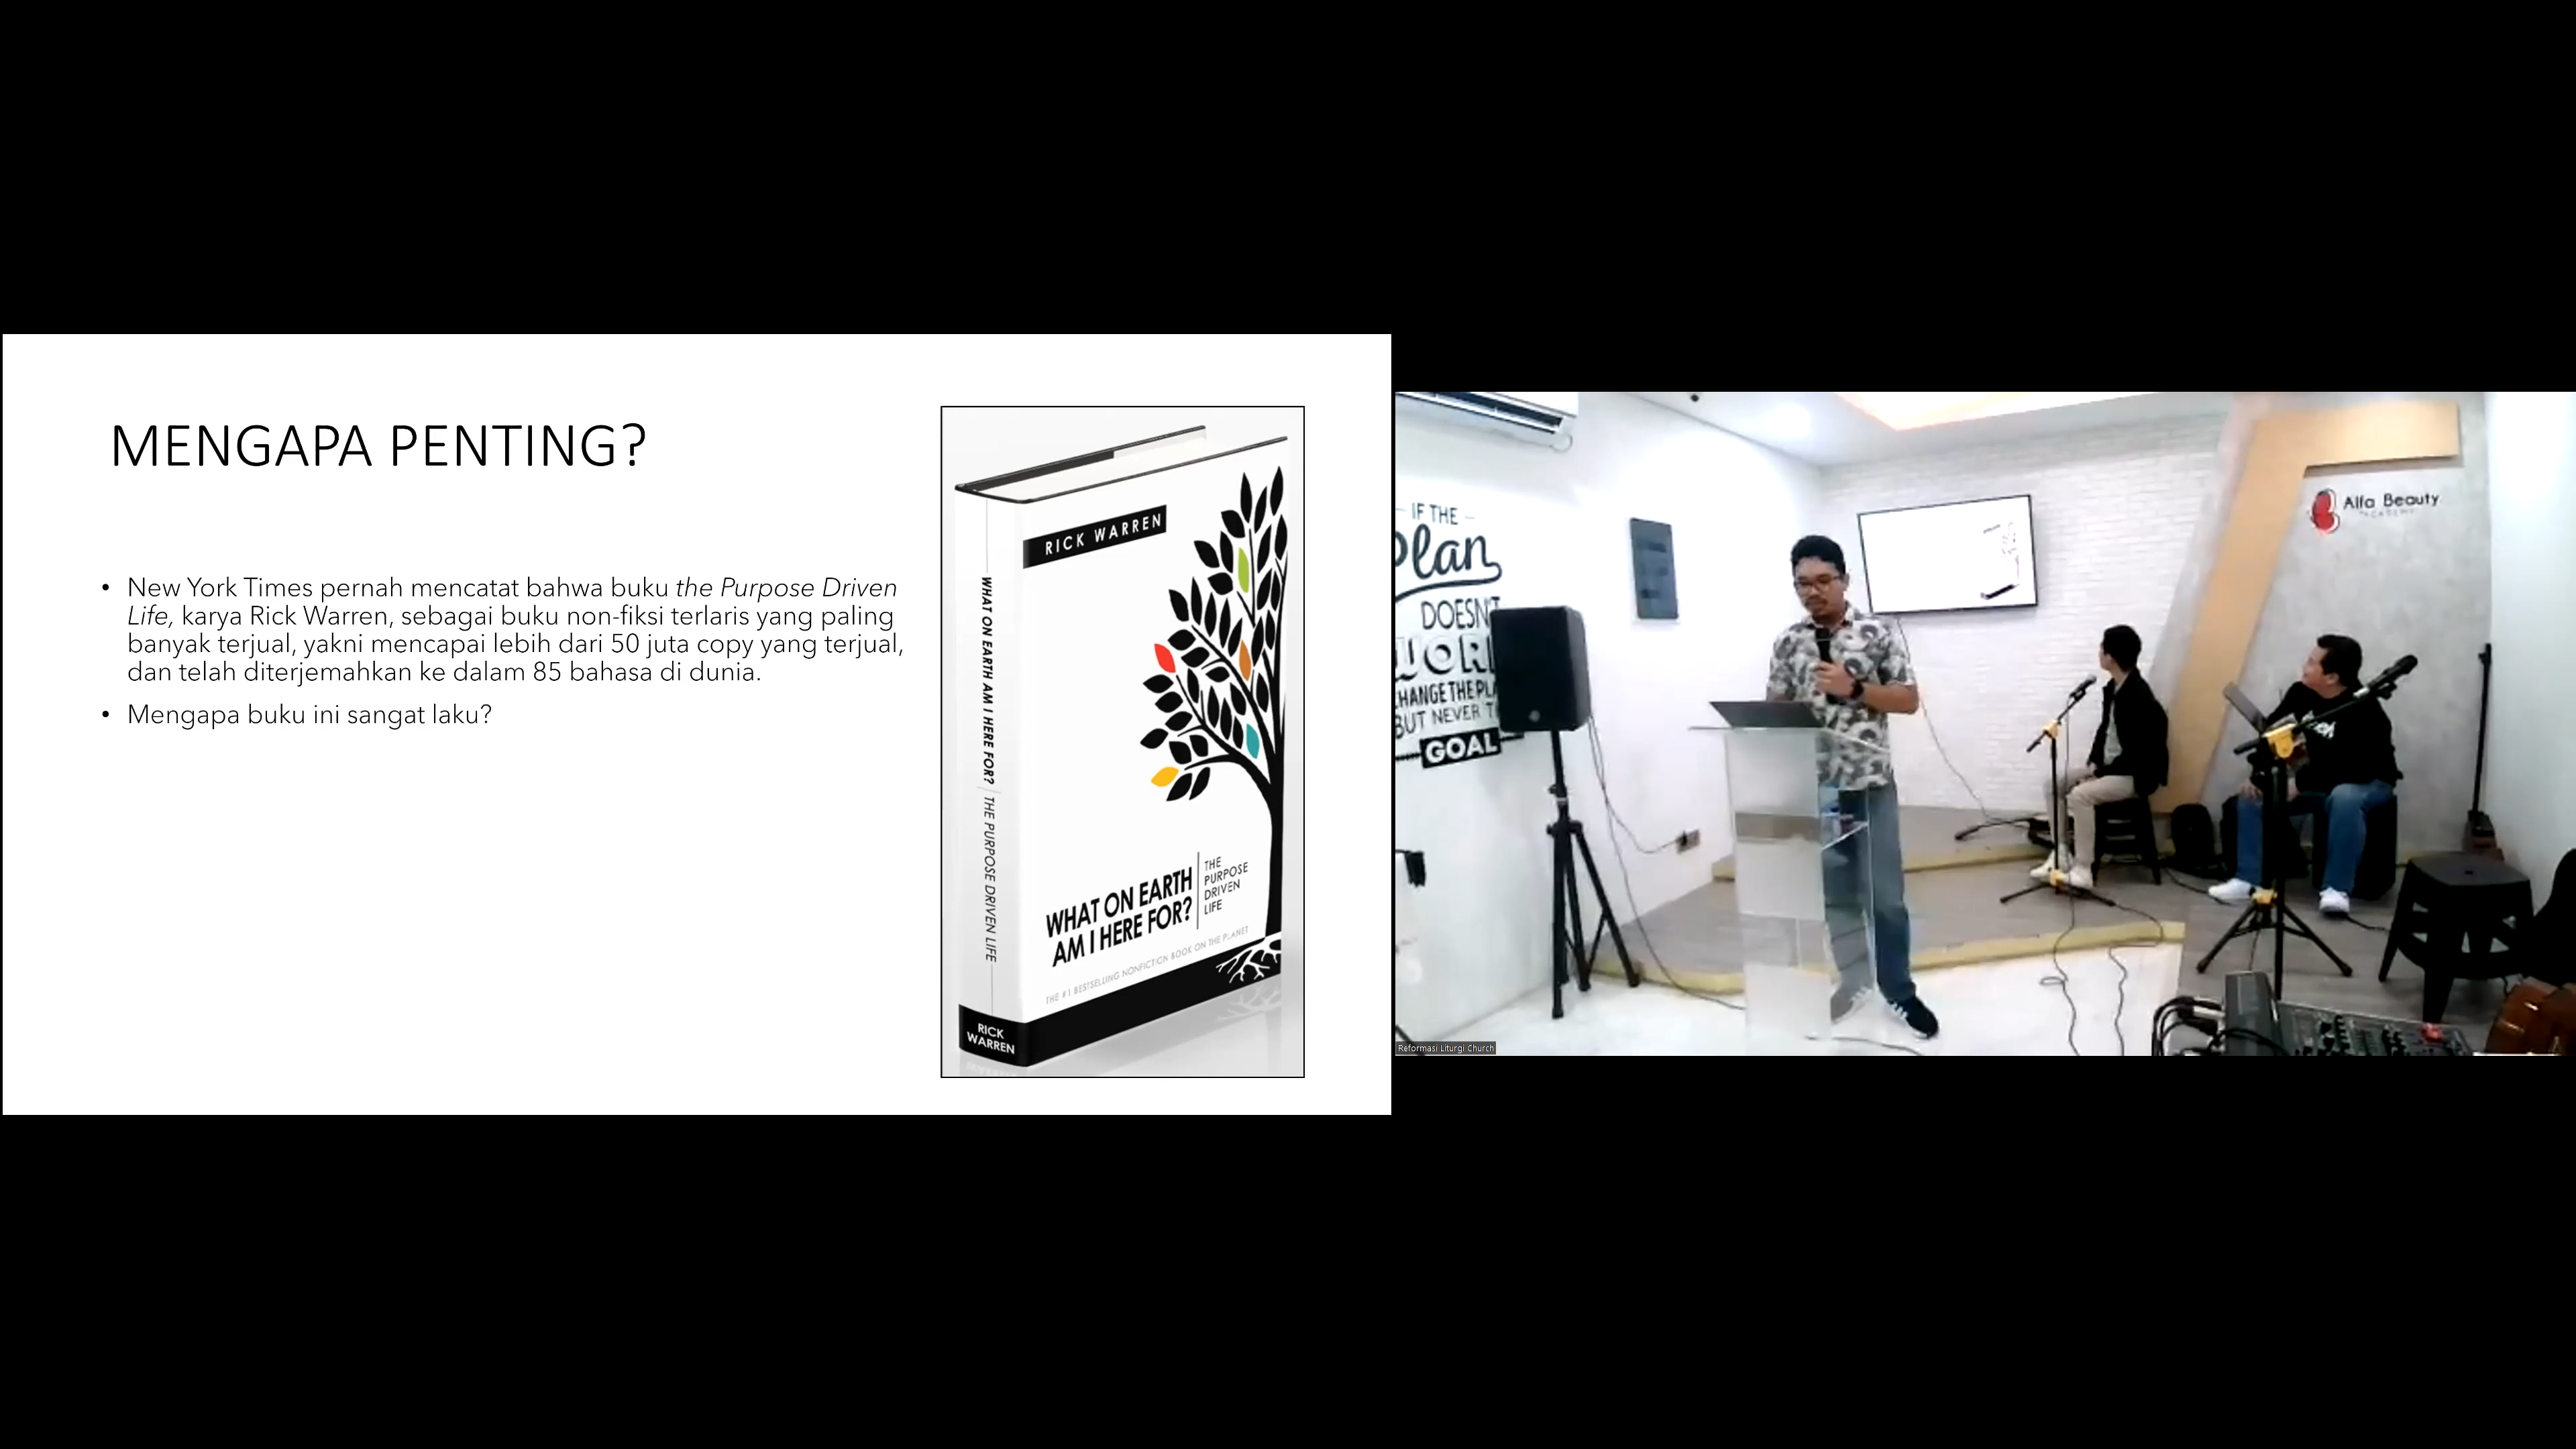 MENGAPA PENTING?
• New York Times pernah mencatat bahwa buku the Purpose Driven
Life, karya Rick Warren, sebagai buku non-fiksi terlaris yang paling
banyak terjual, yakni mencapai lebih dari 50 juta copy yang terjual,
dan telah diterjemahkan ke dalam 85 bahasa di dunia.
• Mengapa buku ini sangat laku?
RICK WARREN
WHAT ON EARTH AM I HERE FOR? THE PURPOSE DRIVEN LIFE
WHAT ON EARTH
AM I HERE FOR?
THE
PURPOSE
DRIVEN
LIFE
THE #1 BESTSELLING NONFICTION BOOK ON THE PLANET
RICK
WARREN
IF THE
Plan
DOESN'T
WORK
CHANGE THE
BUT NEVER
GOAL
Alfa Beauty
ACADEMY
Reformasi Liturgi Church